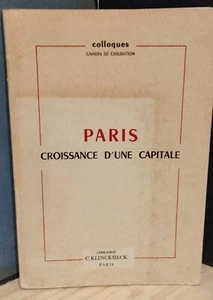 colloques
CAHIERS DE CIVILISATION
PARIS
CROISSANCE D'UNE CAPITALE
LIBRAIRIE
C. KLINCKSIECK
PARIS